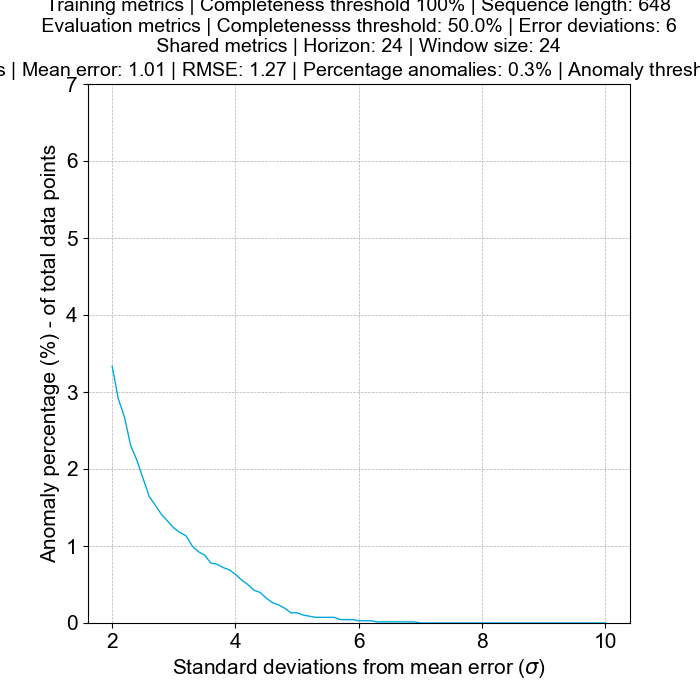 Training metrics | Completeness threshold 100% | Sequence length: 648
Evaluation metrics | Completenesss threshold: 50.0% | Error deviations: 6
Shared metrics | Horizon: 24 | Window size: 24
s | Mean error: 1.01 | RMSE: 1.27 | Percentage anomalies: 0.3% | Anomaly thresh
7
6
5
4
3
2
1
0
Anomaly percentage (%) - of total data points
2 4 6 8 10
Standard deviations from mean error (σ)